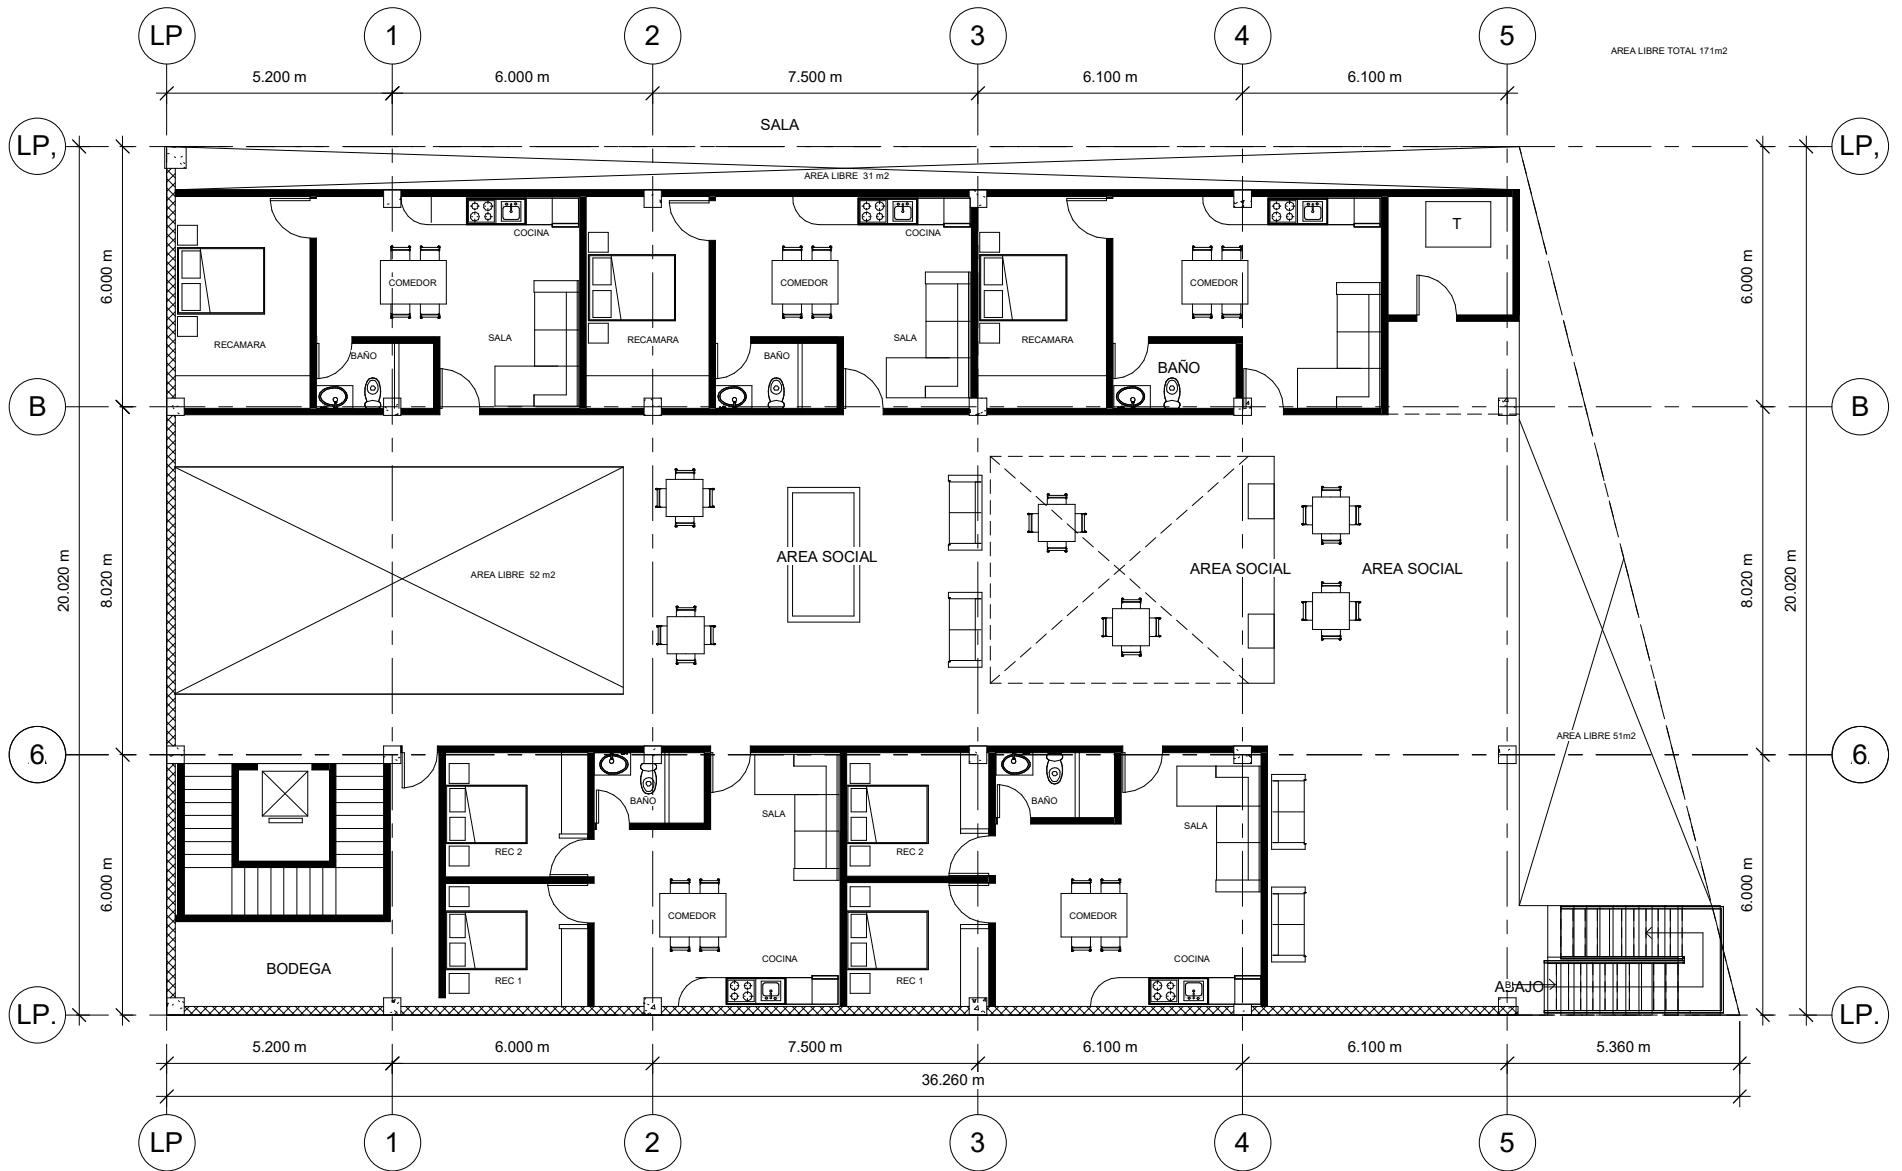 LP
1
2
3
4
5
AREA LIBRE TOTAL 171m2
5.200 m
6.000 m
7.500 m
6.100 m
6.100 m
SALA
LP,
LP,
AREA LIBRE 31 m2
COCINA
COCINA
T
6.000 m
COMEDOR
COMEDOR
COMEDOR
6.000 m
RECAMARA
SALA
RECAMARA
SALA
RECAMARA
BAÑO
BAÑO
BAÑO
B
B
20.020 m
8.020 m
AREA LIBRE 52 m2
AREA SOCIAL
AREA SOCIAL
AREA SOCIAL
8.020 m
20.020 m
6.
AREA LIBRE 51m2
6.
BAÑO
SALA
BAÑO
SALA
REC 2
REC 2
6.000 m
COMEDOR
COMEDOR
6.000 m
BODEGA
REC 1
COCINA
REC 1
COCINA
ABAJO
LP.
LP.
5.200 m
6.000 m
7.500 m
6.100 m
6.100 m
5.360 m
36.260 m
LP
1
2
3
4
5